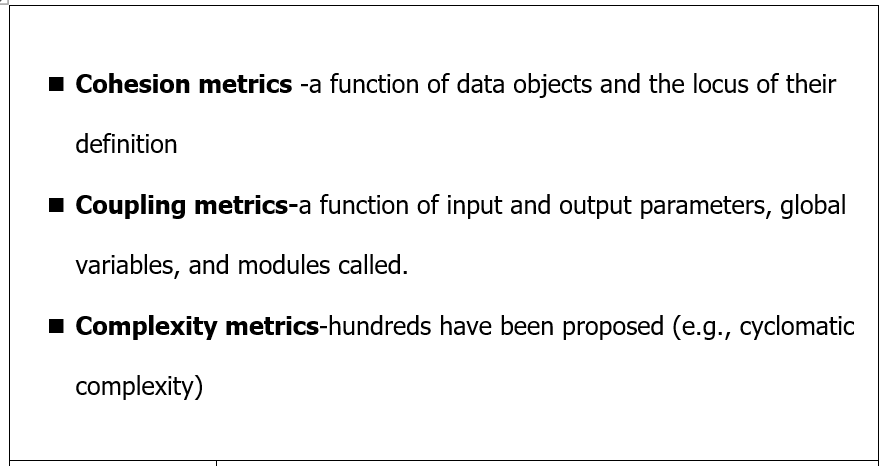 ■ Cohesion metrics -a function of data objects and the locus of their
definition
■ Coupling metrics-a function of input and output parameters, global
variables, and modules called.
■ Complexity metrics-hundreds have been proposed (e.g., cyclomatic
complexity)